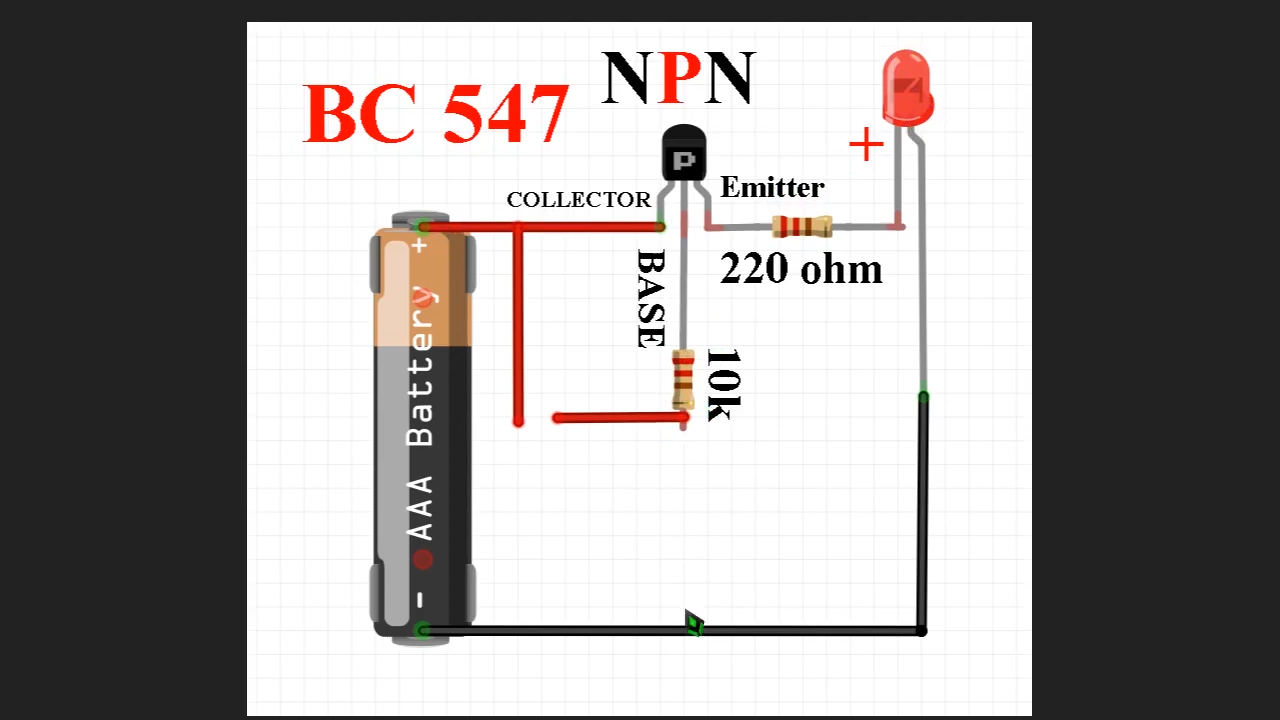 NPN
BC 547
+
P
Emitter
COLLECTOR
BASE
220 ohm
10k
+
AAA Battery
-